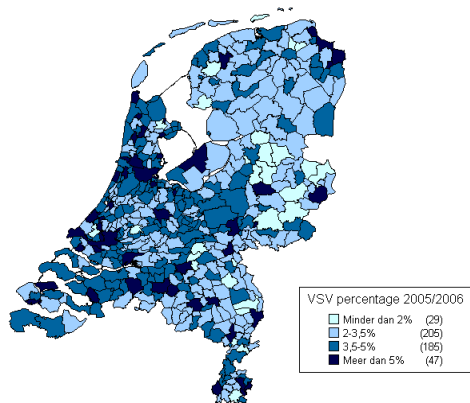 VSV percentage 2005/2006
Minder dan 2% (29)
2-3,5% (205)
3,5-5% (185)
Meer dan 5% (47)